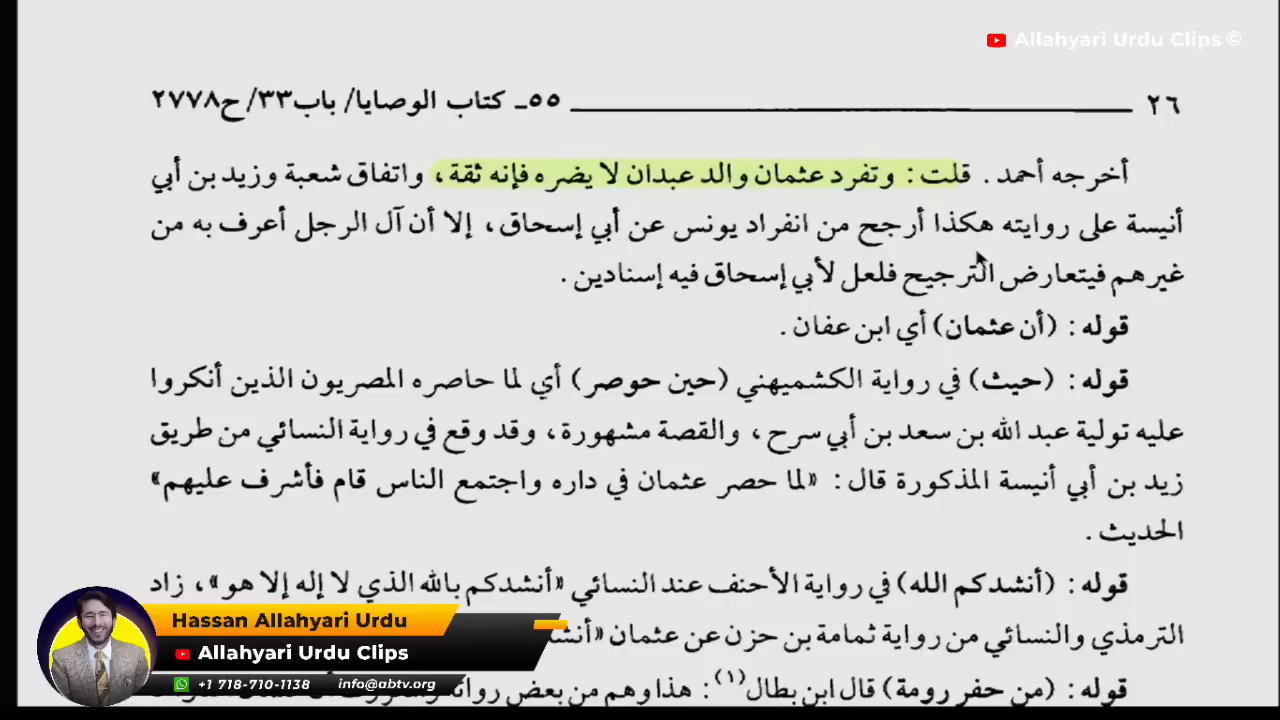 Allahyari Urdu Clips ©
٢٦ ــــــــ ٥٥ـ كتاب الوصايا/ باب٣٣/ ح٢٧٧٨
أخرجه أحمد . قلت : وتفرد عثمان والد عبدان لا يضره فإنه ثقة، واتفاق شعبة وزيد بن أبي
أنيسة على روايته هكذا أرجح من انفراد يونس عن أبي إسحاق، إلا أن آل الرجل أعرف به من
غيرهم فيتعارض الترجيح فلعل لأبي إسحاق فيه إسنادين .
قوله : (أن عثمان) أي ابن عفان .
قوله : (حيث) في رواية الكشميهني (حين حوصر) أي لما حاصره المصريون الذين أنكروا
عليه تولية عبد الله بن سعد بن أبي سرح، والقصة مشهورة، وقد وقع في رواية النسائي من طريق
زيد بن أبي أنيسة المذكورة قال : «لما حصر عثمان في داره واجتمع الناس قام فأشرف عليهم»
الحديث .
قوله : (أنشدكم الله) في رواية الأحنف عند النسائي «أنشدكم بالله الذي لا إله إلا هو»، زاد
الترمذي والنسائي من رواية ثمامة بن حزن عن عثمان
قوله : (من حفر رومة) قال ابن بطال(١) : هذا وهم من بعض
Hassan Allahyari Urdu
Allahyari Urdu Clips
+1 718-710-1138 info@abtv.org